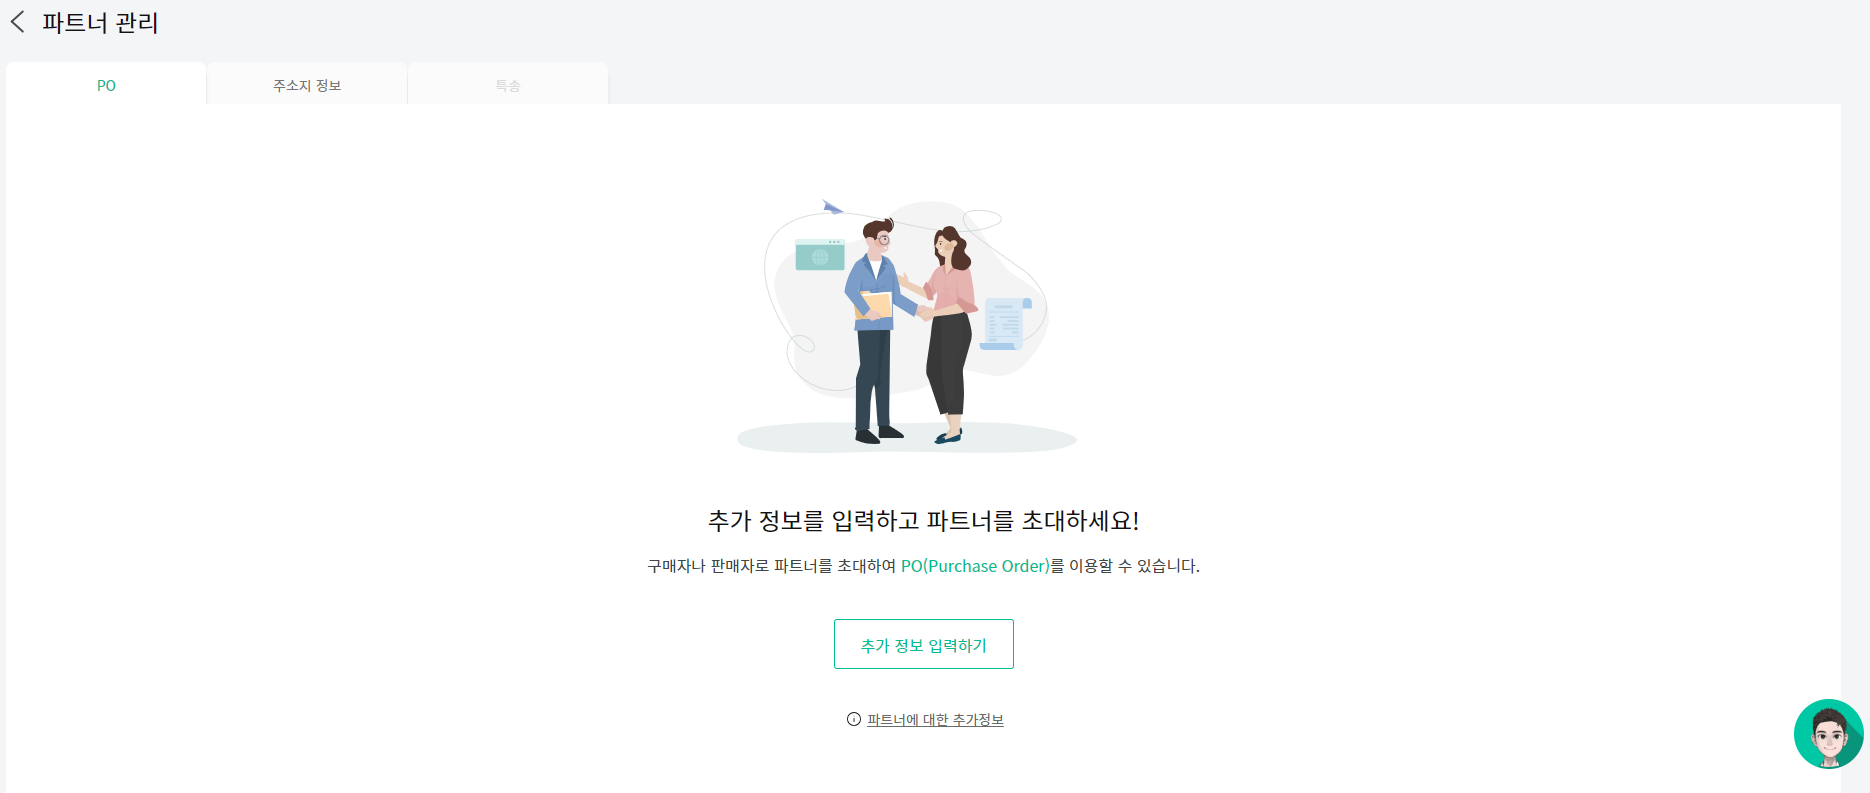 파트너 관리
PO
주소지 정보
특송
추가 정보를 입력하고 파트너를 초대하세요!
구매자나 판매자로 파트너를 초대하여 PO(Purchase Order)를 이용할 수 있습니다.
추가 정보 입력하기
파트너에 대한 추가정보